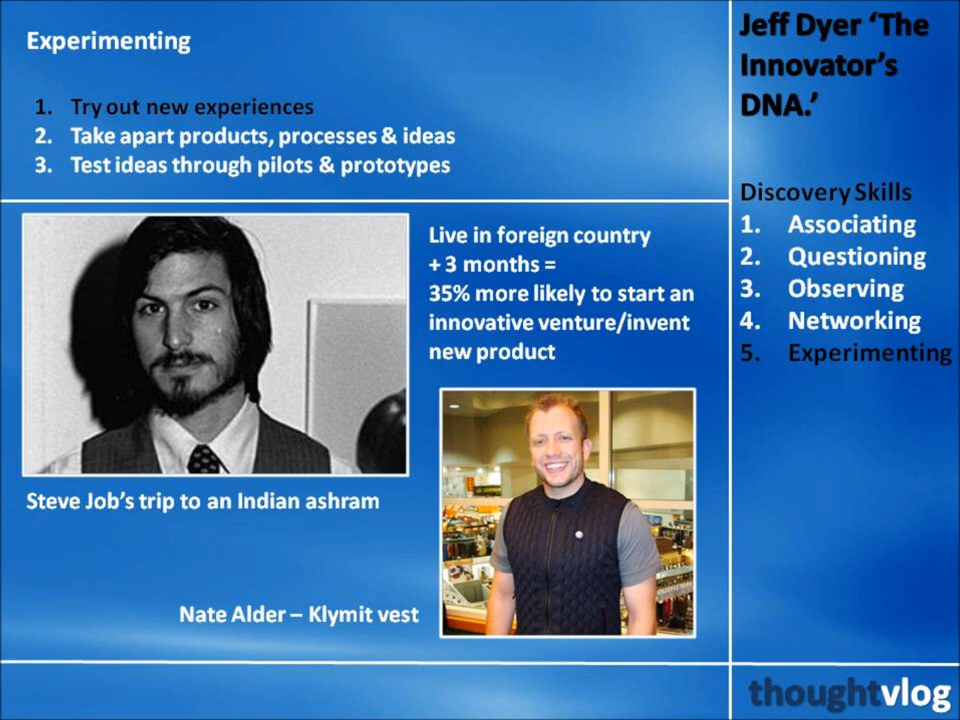 Experimenting
1. Try out new experiences
2. Take apart products, processes & ideas
3. Test ideas through pilots & prototypes
Live in foreign country
+ 3 months =
35% more likely to start an
innovative venture/invent
new product
Steve Job’s trip to an Indian ashram
Nate Alder – Klymit vest
Jeff Dyer ‘The
Innovator’s
DNA.’
Discovery Skills
1. Associating
2. Questioning
3. Observing
4. Networking
5. Experimenting
thoughtvlog